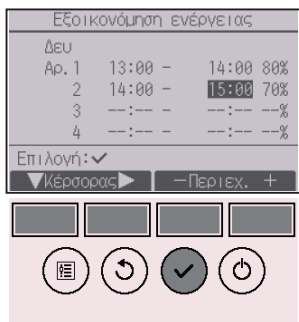 Εξοικονόμηση ενέργειας
Δευ
Αρ. 1 13:00 - 14:00 80%
2 14:00 - 15:00 70%
3 --:-- - --:-- --%
4 --:-- - --:-- --%
Επιλογή:✓
▼Κέρσορας▶ −Περιεχ. +